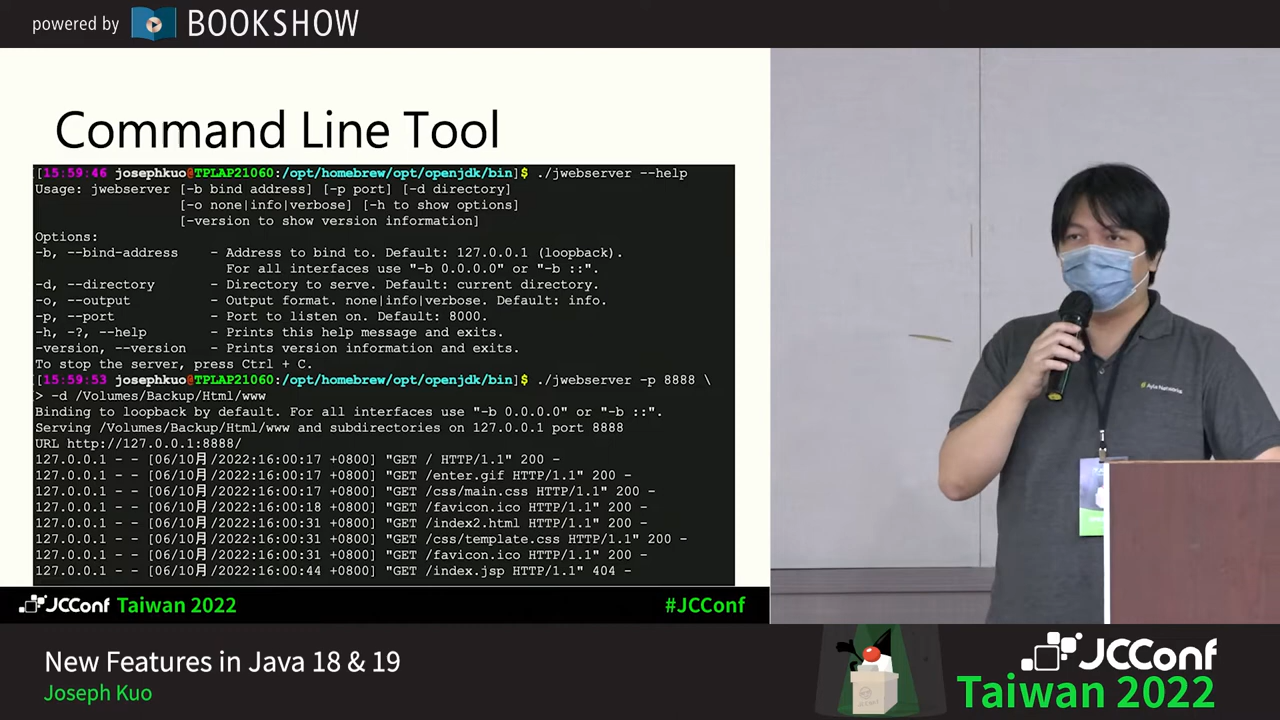 powered by BOOKSHOW
Command Line Tool
[15:59:46 josephkuo@TPLAP21060:/opt/homebrew/opt/openjdk/bin]$ ./jwebserver --help
Usage: jwebserver [-b bind address] [-p port] [-d directory]
[-o none|info|verbose] [-h to show options]
[-version to show version information]
Options:
-b, --bind-address - Address to bind to. Default: 127.0.0.1 (loopback).
For all interfaces use "-b 0.0.0.0" or "-b ::".
-d, --directory - Directory to serve. Default: current directory.
-o, --output - Output format. none|info|verbose. Default: info.
-p, --port - Port to listen on. Default: 8000.
-h, -?, --help - Prints this help message and exits.
-version, --version - Prints version information and exits.
To stop the server, press Ctrl + C.
[15:59:53 josephkuo@TPLAP21060:/opt/homebrew/opt/openjdk/bin]$ ./jwebserver -p 8888 \
> -d /Volumes/Backup/Html/www
Binding to loopback by default. For all interfaces use "-b 0.0.0.0" or "-b ::".
Serving /Volumes/Backup/Html/www and subdirectories on 127.0.0.1 port 8888
URL http://127.0.0.1:8888/
127.0.0.1 - - [06/10月/2022:16:00:17 +0800] "GET / HTTP/1.1" 200 -
127.0.0.1 - - [06/10月/2022:16:00:17 +0800] "GET /enter.gif HTTP/1.1" 200 -
127.0.0.1 - - [06/10月/2022:16:00:17 +0800] "GET /css/main.css HTTP/1.1" 200 -
127.0.0.1 - - [06/10月/2022:16:00:18 +0800] "GET /favicon.ico HTTP/1.1" 200 -
127.0.0.1 - - [06/10月/2022:16:00:31 +0800] "GET /index2.html HTTP/1.1" 200 -
127.0.0.1 - - [06/10月/2022:16:00:31 +0800] "GET /css/template.css HTTP/1.1" 200 -
127.0.0.1 - - [06/10月/2022:16:00:31 +0800] "GET /favicon.ico HTTP/1.1" 200 -
127.0.0.1 - - [06/10月/2022:16:00:44 +0800] "GET /index.jsp HTTP/1.1" 404 -
JCConf Taiwan 2022
#JCConf
Ayla Networks
New Features in Java 18 & 19
Joseph Kuo
JCConf
Taiwan 2022